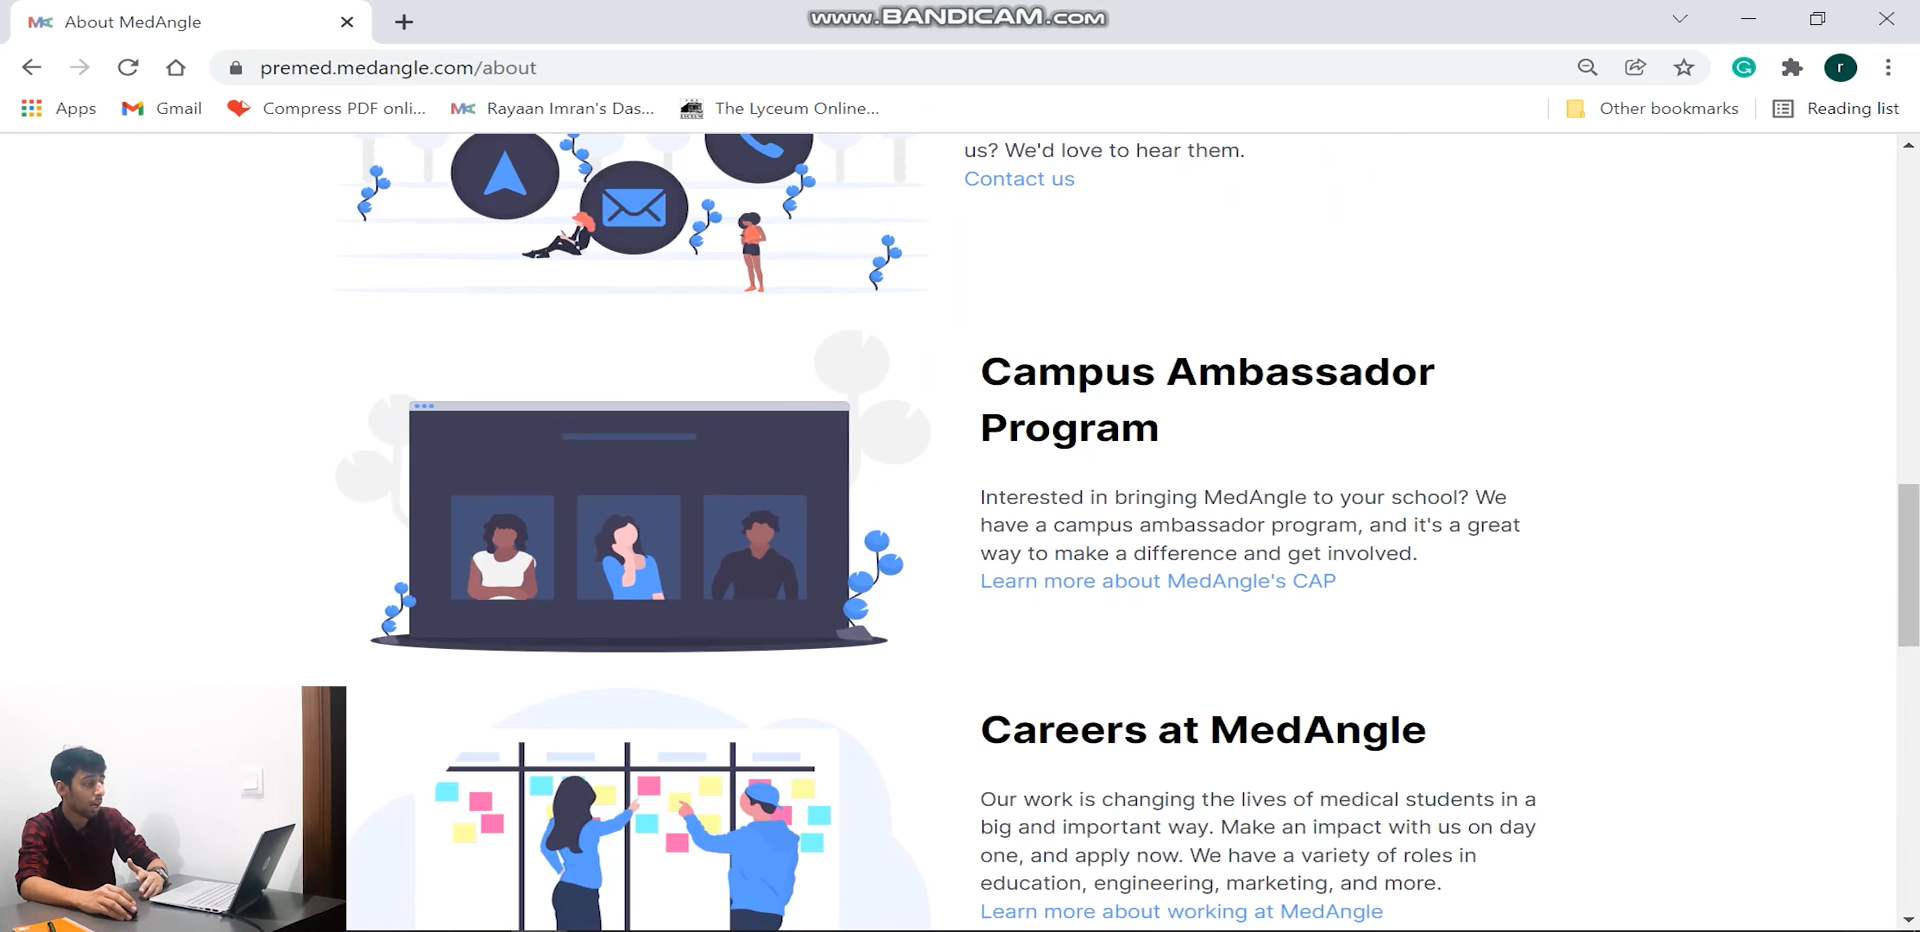 About MedAngle
www.BANDICAM.com
premed.medangle.com/about
Apps
Gmail
Compress PDF onli...
Rayaan Imran's Das...
The Lyceum Online...
Other bookmarks
Reading list
us? We'd love to hear them.
Contact us
Campus Ambassador
Program
Interested in bringing MedAngle to your school? We
have a campus ambassador program, and it's a great
way to make a difference and get involved.
Learn more about MedAngle's CAP
Careers at MedAngle
Our work is changing the lives of medical students in a
big and important way. Make an impact with us on day
one, and apply now. We have a variety of roles in
education, engineering, marketing, and more.
Learn more about working at MedAngle